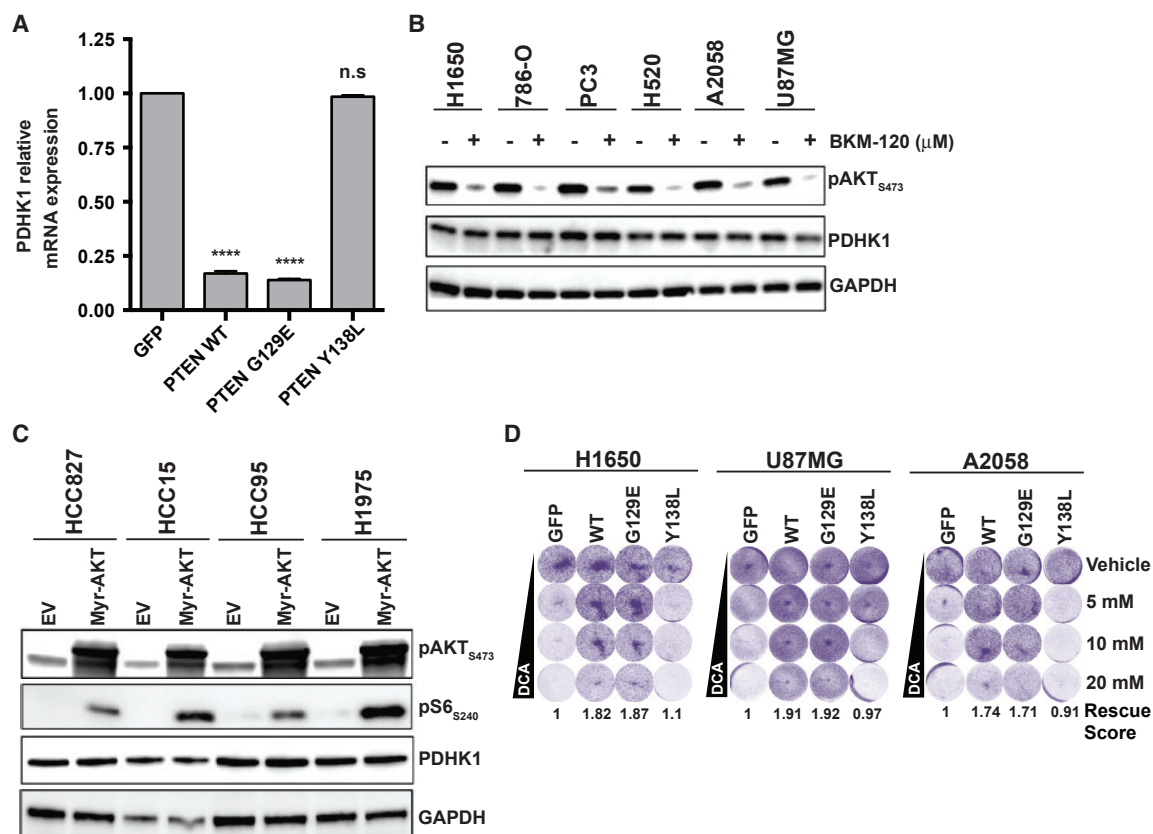 A
PDHK1 relative
mRNA expression
1.25
1.00
0.75
0.50
0.25
0.00
****
****
n.s
GFP
PTEN WT
PTEN G129E
PTEN Y138L
B
H1650
786-O
PC3
H520
A2058
U87MG
- + - + - + - + - + - + BKM-120 (μM)
pAKTS473
PDHK1
GAPDH
C
HCC827
HCC15
HCC95
H1975
EV Myr-AKT EV Myr-AKT EV Myr-AKT EV Myr-AKT
pAKTS473
pS6S240
PDHK1
GAPDH
D
H1650 U87MG A2058
GFP WT G129E Y138L GFP WT G129E Y138L GFP WT G129E Y138L
Vehicle
5 mM
10 mM
20 mM
DCA DCA DCA
1 1.82 1.87 1.1 1 1.91 1.92 0.97 1 1.74 1.71 0.91 Rescue
Score